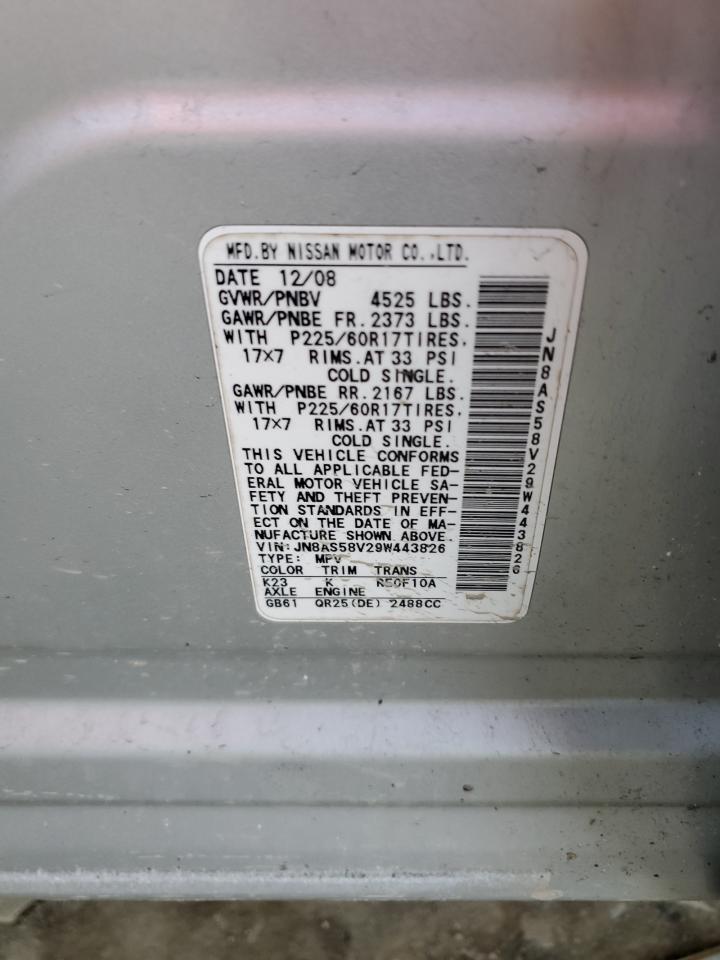 MFD.BY NISSAN MOTOR CO.,LTD.
DATE 12/08
GVWR/PNBV 4525 LBS.
GAWR/PNBE FR.2373 LBS.
WITH P225/60R17TIRES,
17×7 RIMS.AT 33 PSI
COLD SINGLE.
GAWR/PNBE RR.2167 LBS.
WITH P225/60R17TIRES,
17×7 RIMS.AT 33 PSI
COLD SINGLE.
THIS VEHICLE CONFORMS
TO ALL APPLICABLE FED-
ERAL MOTOR VEHICLE SA-
FETY AND THEFT PREVEN-
TION STANDARDS IN EFF-
ECT ON THE DATE OF MA-
NUFACTURE SHOWN ABOVE.
VIN:JN8AS58V29W443826
TYPE: MPV
COLOR TRIM TRANS
K23 K RE0F10A
AXLE ENGINE
GB61 QR25(DE) 2488CC
JN8AS58V29W443826